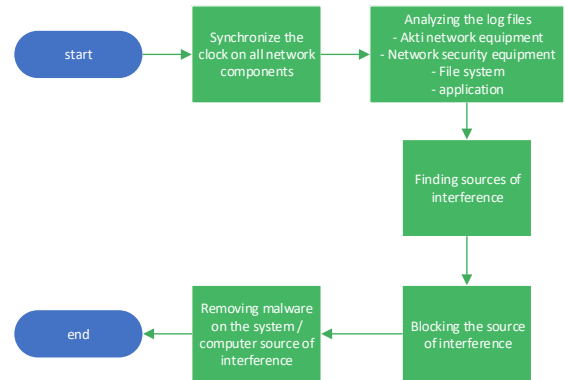 start
Synchronize the
clock on all network
components
Analyzing the log files
- Akti network equipment
- Network security equipment
- File system
- application
Finding sources of
interference
Blocking the source
of interference
Removing malware
on the system /
computer source of
interference
end